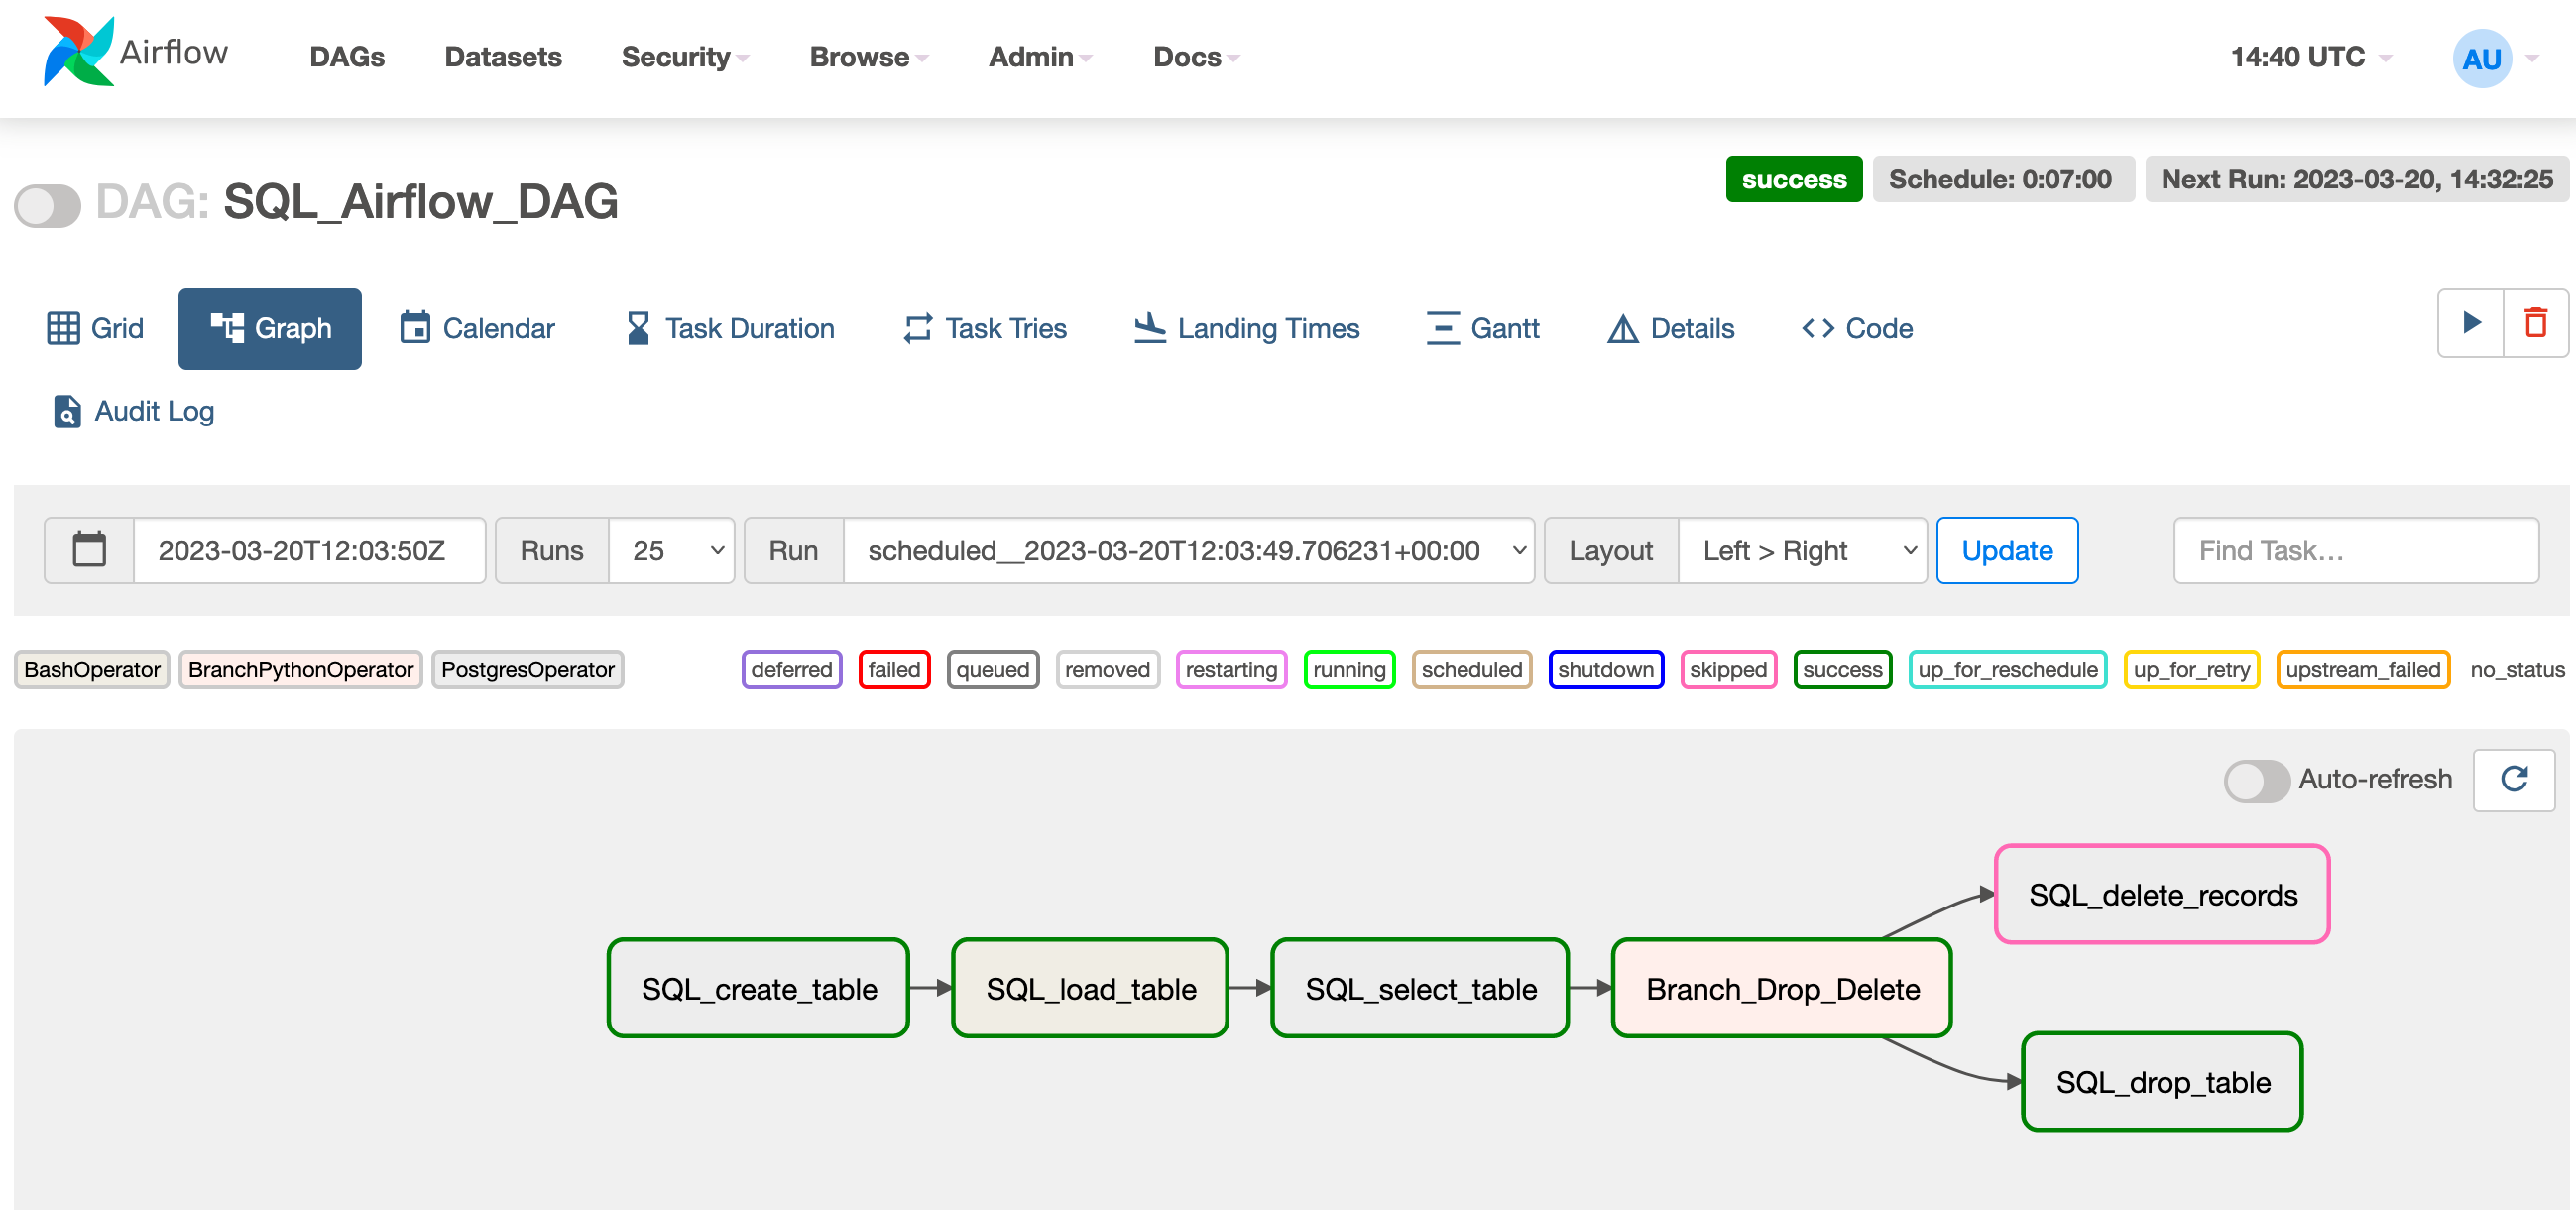 Airflow DAGs Datasets Security Browse Admin Docs 14:40 UTC AU
success Schedule: 0:07:00 Next Run: 2023-03-20, 14:32:25
DAG: SQL_Airflow_DAG
Grid Graph Calendar Task Duration Task Tries Landing Times Gantt Details Code
Audit Log
2023-03-20T12:03:50Z Runs 25 Run scheduled__2023-03-20T12:03:49.706231+00:00 Layout Left > Right Update Find Task...
BashOperator BranchPythonOperator PostgresOperator deferred failed queued removed restarting running scheduled shutdown skipped success up_for_reschedule up_for_retry upstream_failed no_status
Auto-refresh
SQL_delete_records
SQL_create_table SQL_load_table SQL_select_table Branch_Drop_Delete
SQL_drop_table